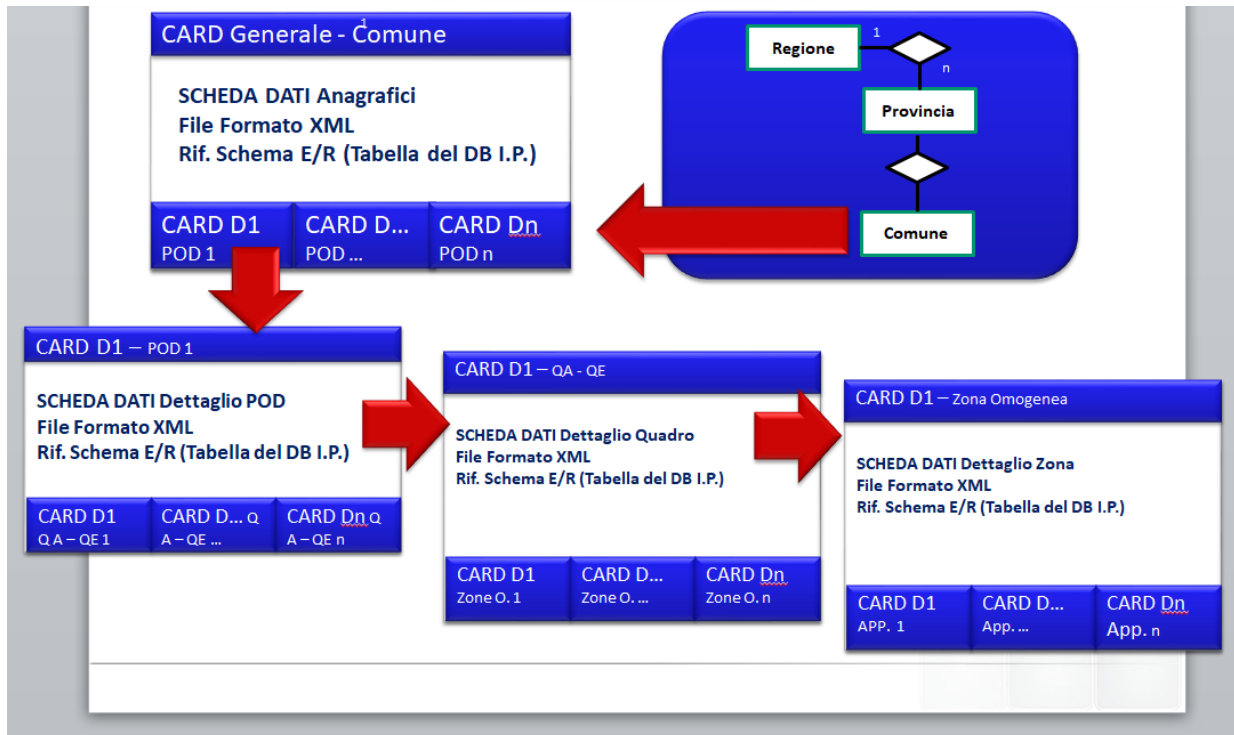 CARD Generale - Comune
1
SCHEDA DATI Anagrafici
File Formato XML
Rif. Schema E/R (Tabella del DB I.P.)
CARD D1
POD 1
CARD D...
POD ...
CARD Dn
POD n
Regione
1
n
Provincia
Comune
CARD D1 – POD 1
SCHEDA DATI Dettaglio POD
File Formato XML
Rif. Schema E/R (Tabella del DB I.P.)
CARD D1
Q A – QE 1
CARD D... Q
A – QE ...
CARD Dn Q
A – QE n
CARD D1 – QA - QE
SCHEDA DATI Dettaglio Quadro
File Formato XML
Rif. Schema E/R (Tabella del DB I.P.)
CARD D1
Zone O. 1
CARD D...
Zone O. ...
CARD Dn
Zone O. n
CARD D1 – Zona Omogenea
SCHEDA DATI Dettaglio Zona
File Formato XML
Rif. Schema E/R (Tabella del DB I.P.)
CARD D1
APP. 1
CARD D...
App. ...
CARD Dn
App. n